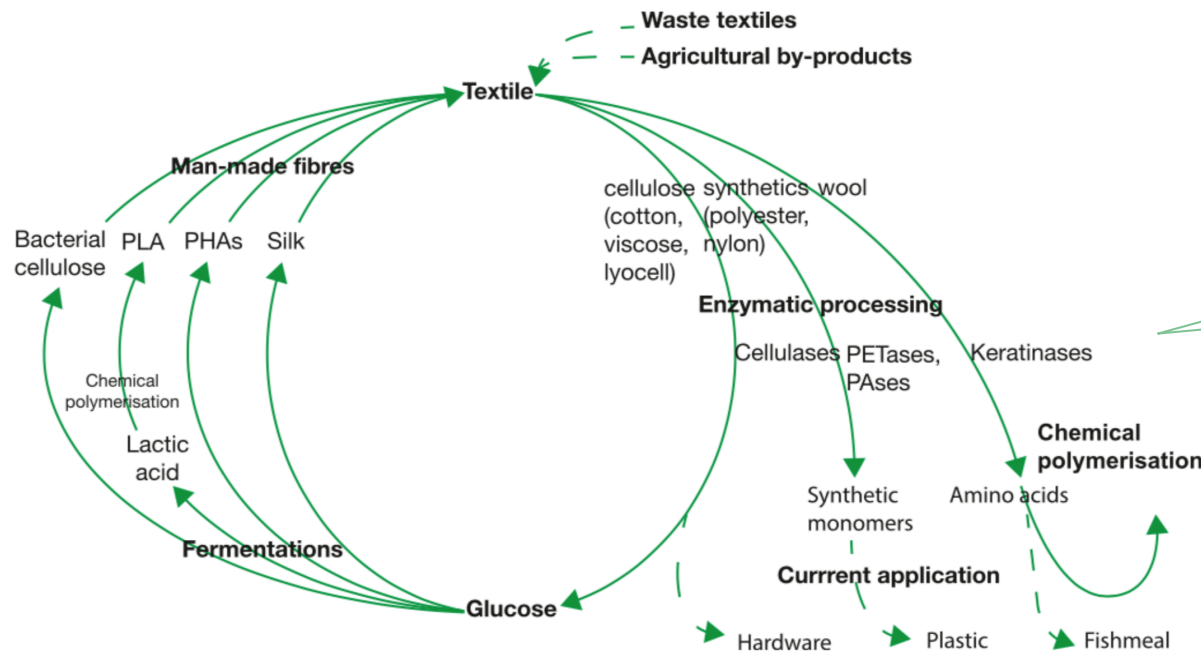 Waste textiles
Agricultural by-products
Textile
Man-made fibres
cellulose
(cotton,
viscose,
lyocell)
synthetics
(polyester,
nylon)
wool
Bacterial
cellulose
PLA
PHAs
Silk
Enzymatic processing
Cellulases
PETases,
PAses
Keratinases
Chemical
polymerisation
Lactic
acid
Chemical
polymerisation
Synthetic
monomers
Amino acids
Fermentations
Currrent application
Glucose
Hardware
Plastic
Fishmeal